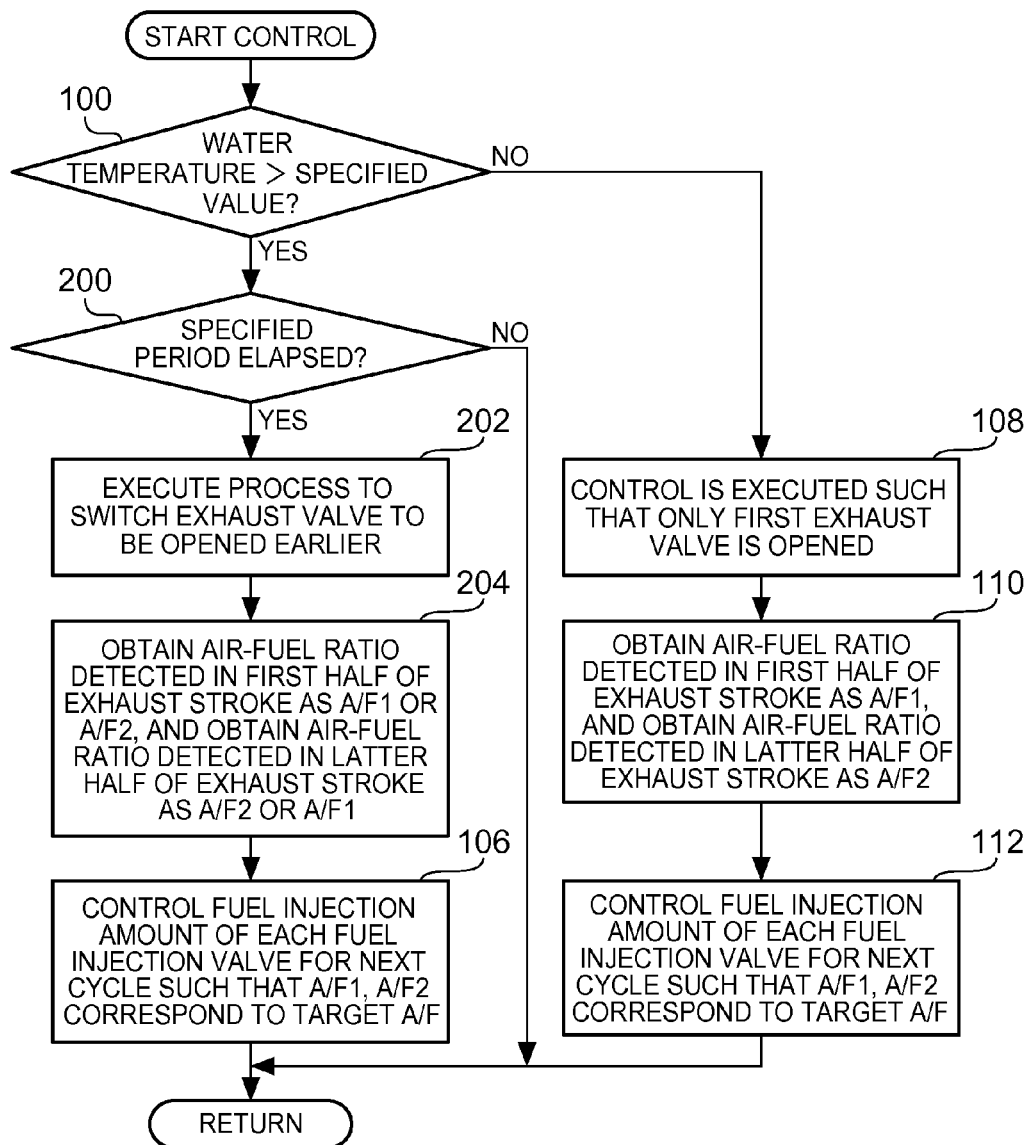 START CONTROL
100
WATER
TEMPERATURE > SPECIFIED
VALUE?
NO
YES
200
SPECIFIED
PERIOD ELAPSED?
NO
YES
202
EXECUTE PROCESS TO
SWITCH EXHAUST VALVE TO
BE OPENED EARLIER
204
OBTAIN AIR-FUEL RATIO
DETECTED IN FIRST HALF OF
EXHAUST STROKE AS A/F1 OR
A/F2, AND OBTAIN AIR-FUEL
RATIO DETECTED IN LATTER
HALF OF EXHAUST STROKE
AS A/F2 OR A/F1
106
CONTROL FUEL INJECTION
AMOUNT OF EACH FUEL
INJECTION VALVE FOR NEXT
CYCLE SUCH THAT A/F1, A/F2
CORRESPOND TO TARGET A/F
108
CONTROL IS EXECUTED SUCH
THAT ONLY FIRST EXHAUST
VALVE IS OPENED
110
OBTAIN AIR-FUEL RATIO
DETECTED IN FIRST HALF OF
EXHAUST STROKE AS A/F1,
AND OBTAIN AIR-FUEL RATIO
DETECTED IN LATTER HALF OF
EXHAUST STROKE AS A/F2
112
CONTROL FUEL INJECTION
AMOUNT OF EACH FUEL
INJECTION VALVE FOR NEXT
CYCLE SUCH THAT A/F1, A/F2
CORRESPOND TO TARGET A/F
RETURN